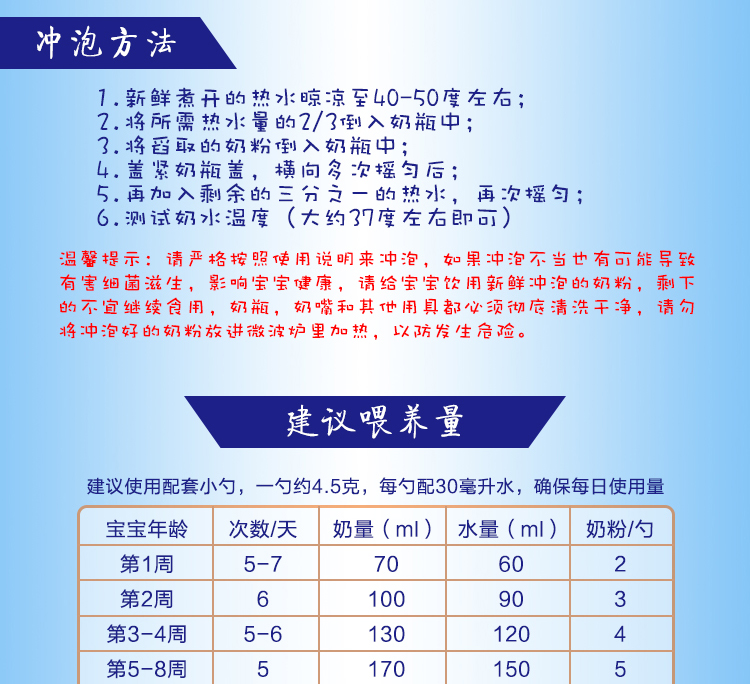 冲泡方法
1.新鲜煮开的热水晾凉至40-50度左右；
2.将所需热水量的2/3倒入奶瓶中；
3.将舀取的奶粉倒入奶瓶中；
4.盖紧奶瓶盖，横向多次摇匀后；
5.再加入剩余的三分之一的热水，再次摇匀；
6.测试奶水温度（大约37度左右即可）
温馨提示：请严格按照使用说明来冲泡，如果冲泡不当也有可能导致
有害细菌滋生，影响宝宝健康，请给宝宝饮用新鲜冲泡的奶粉，剩下
的不宜继续食用，奶瓶，奶嘴和其他用具都必须彻底清洗干净，请勿
将冲泡好的奶粉放进微波炉里加热，以防发生危险。
建议喂养量
建议使用配套小勺，一勺约4.5克，每勺配30毫升水，确保每日使用量
宝宝年龄 次数/天 奶量（ml） 水量（ml） 奶粉/勺
第1周 5-7 70 60 2
第2周 6 100 90 3
第3-4周 5-6 130 120 4
第5-8周 5 170 150 5